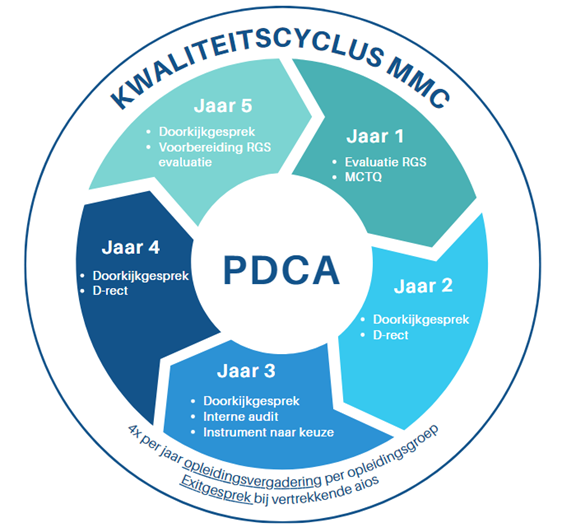 KWALITEITSCYCLUS MMC
Jaar 1
• Evaluatie RGS
• MCTQ
Jaar 2
• Doorkijkgesprek
• D-rect
Jaar 3
• Doorkijkgesprek
• Interne audit
• Instrument naar keuze
Jaar 4
• Doorkijkgesprek
• D-rect
Jaar 5
• Doorkijkgesprek
• Voorbereiding RGS
evaluatie
PDCA
4x per jaar opleidingsvergadering per opleidingsgroep
Exitgesprek bij vertrekkende aios